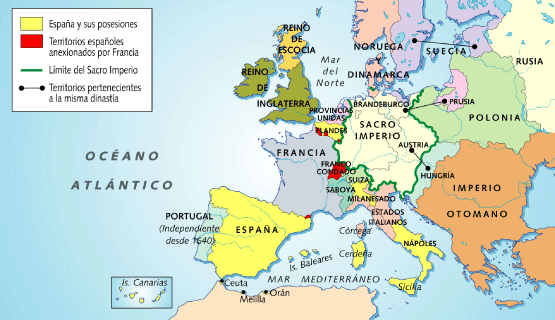 España y sus posesiones
Territorios españoles
anexionados por Francia
Límite del Sacro Imperio
Territorios pertenecientes
a la misma dinastía
REINO
DE
ESCOCIA
Mar
del
Norte
NORUEGA
Y
DINAMARCA
SUECIA
RUSIA
REINO
DE
INGLATERRA
PROVINCIAS
UNIDAS
FLANDES
BRANDEBURGO
PRUSIA
SACRO
IMPERIO
POLONIA
AUSTRIA
HUNGRÍA
OCÉANO
ATLÁNTICO
FRANCIA
FRANCO
CONDADO
SUIZA
SABOYA
MILANESADO
ESTADOS
ITALIANOS
IMPERIO
OTOMANO
PORTUGAL
(Independiente
desde 1640)
ESPAÑA
Córcega
Cerdeña
NÁPOLES
Is. Baleares
MAR MEDITERRÁNEO
Sicilia
Is. Canarias
Ceuta
Melilla
Orán